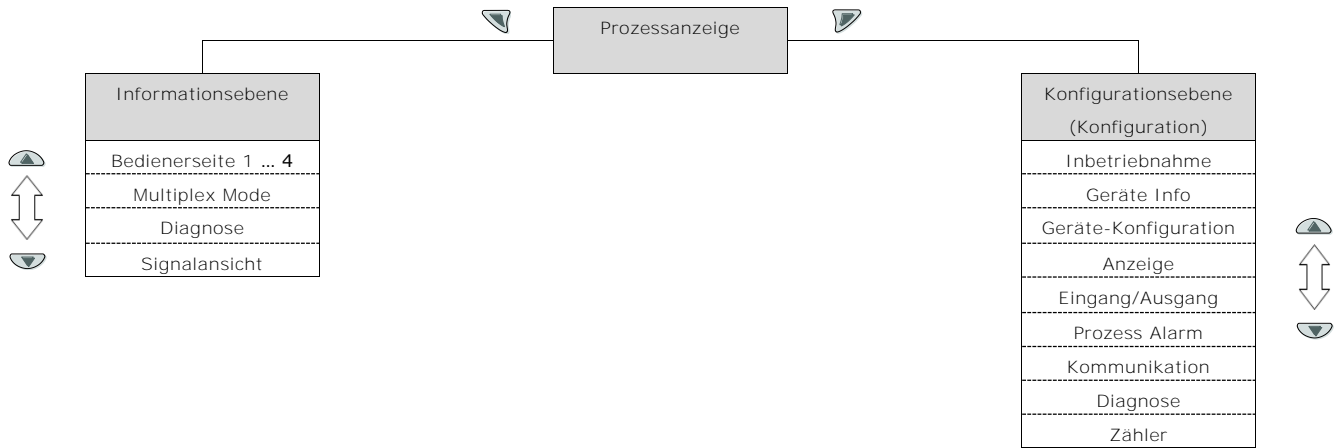 Prozessanzeige
Informationsebene
Bedienerseite 1 ... 4
Multiplex Mode
Diagnose
Signalansicht
Konfigurationsebene
(Konfiguration)
Inbetriebnahme
Geräte Info
Geräte-Konfiguration
Anzeige
Eingang/Ausgang
Prozess Alarm
Kommunikation
Diagnose
Zähler